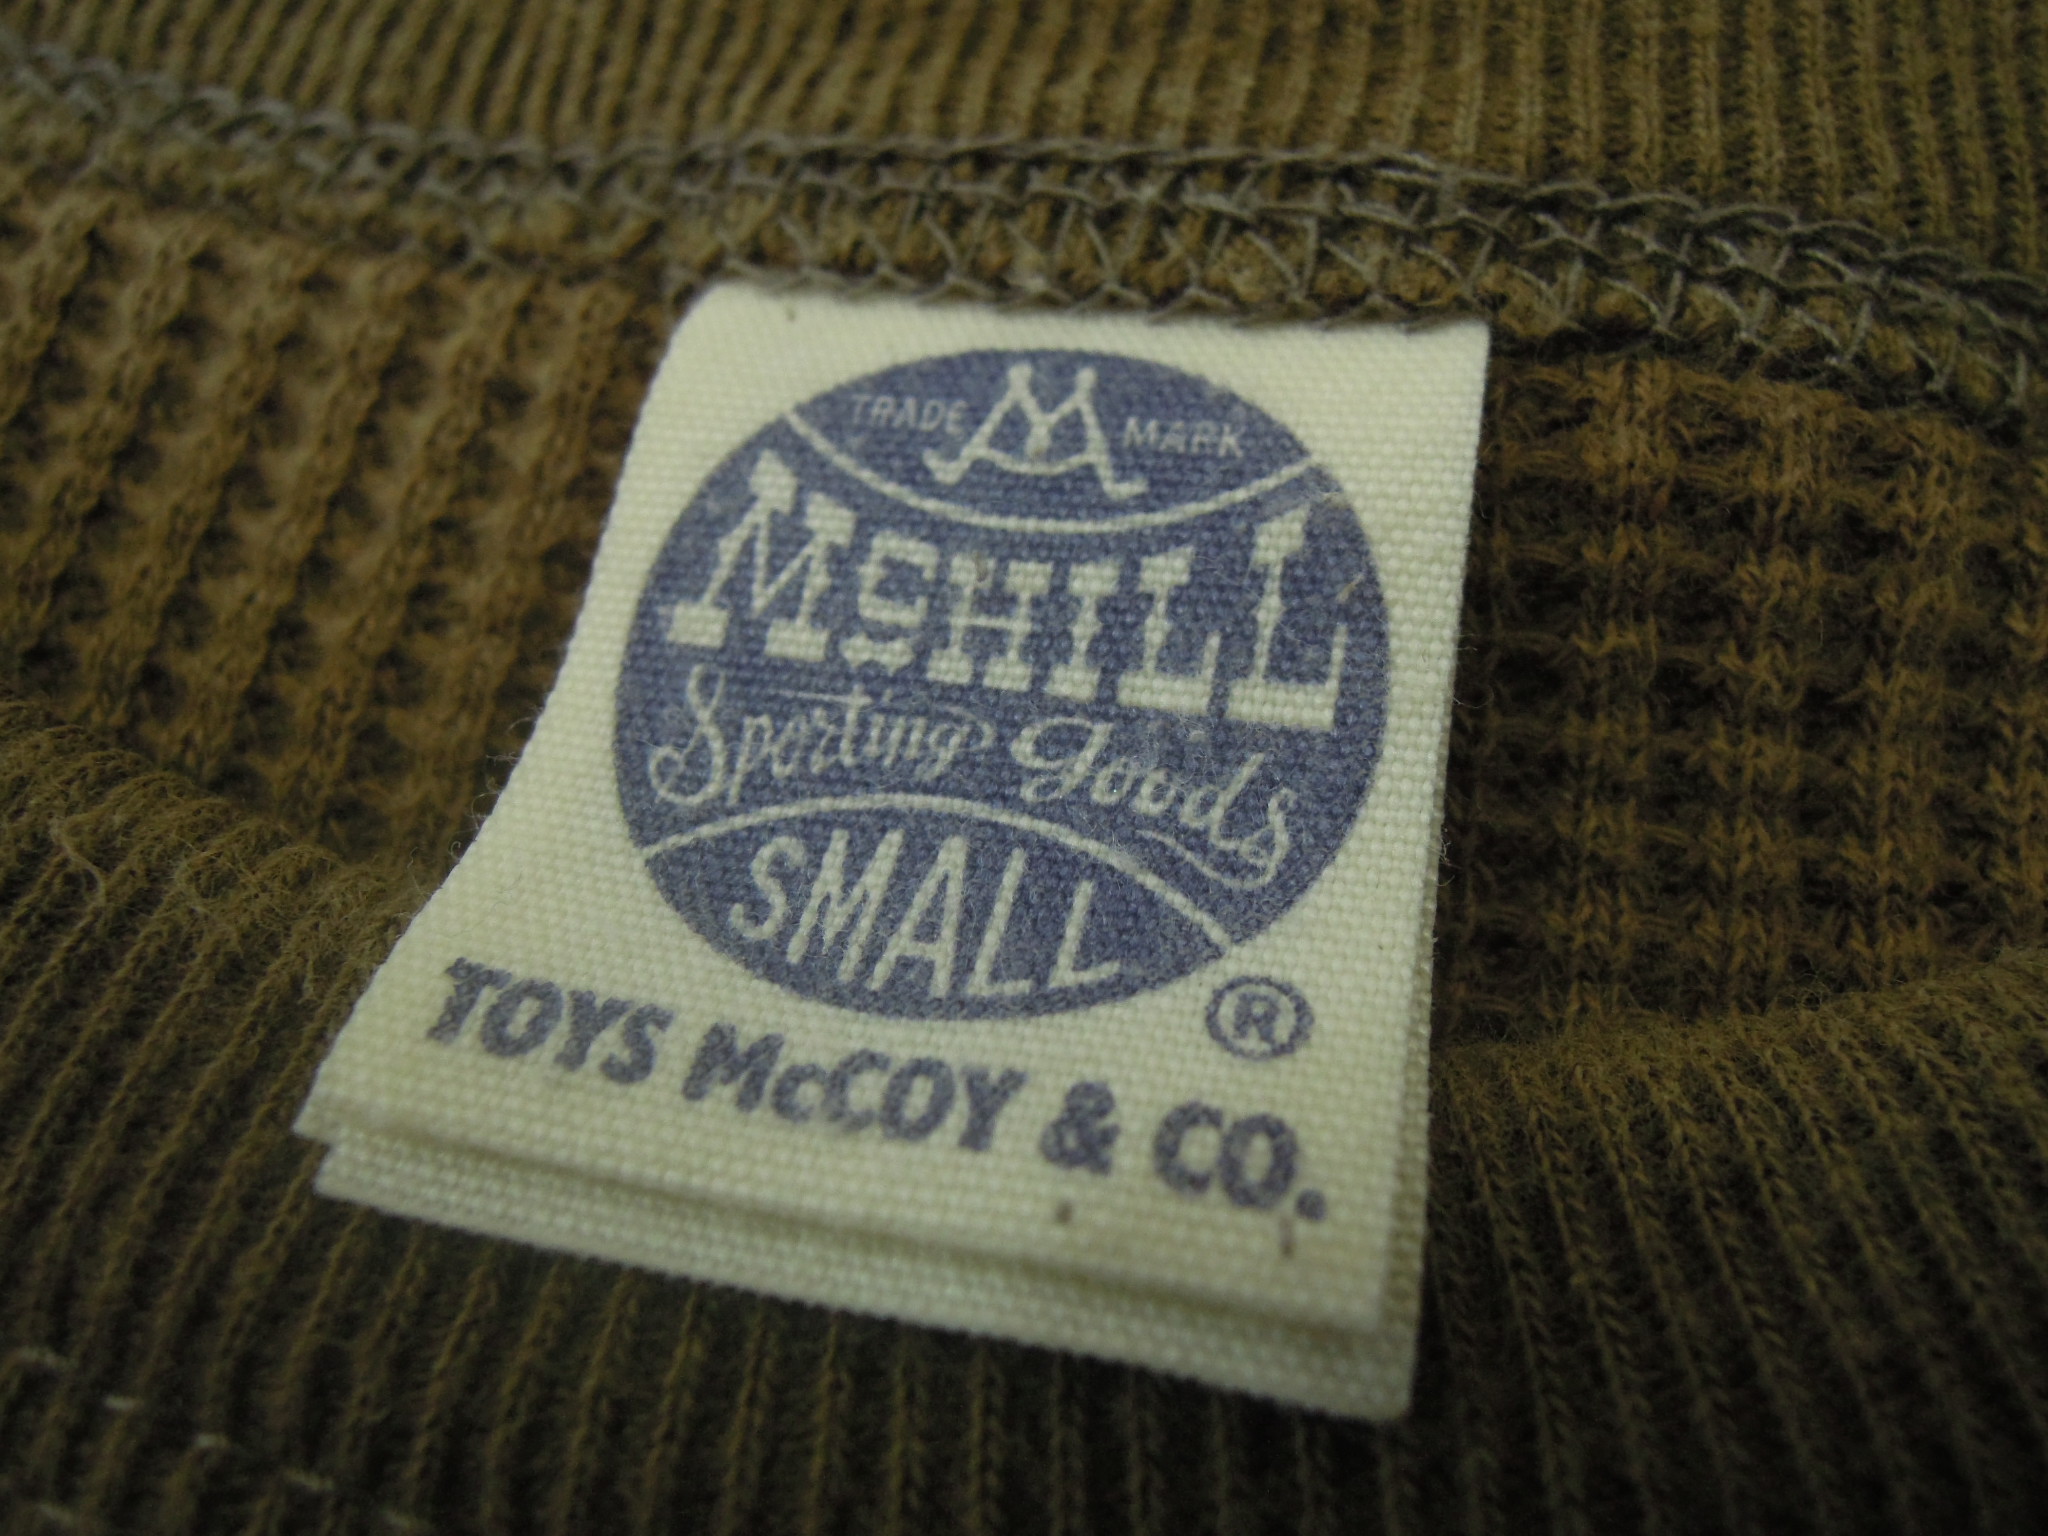 TRADE M MARK
McHILL
Sporting Goods
SMALL
®
TOYS McCOY & CO.